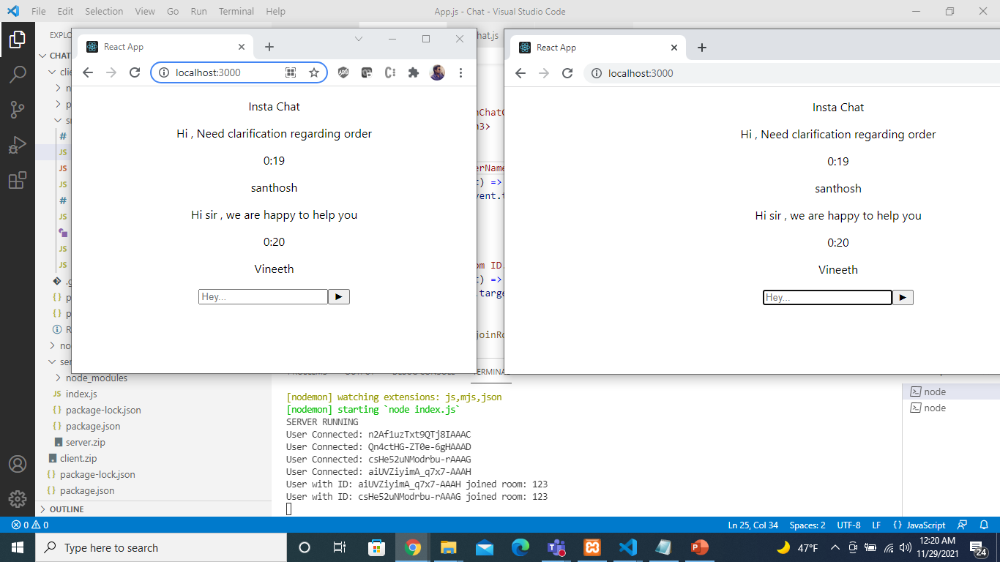 File Edit Selection View Go Run Terminal Help
App.js - Chat - Visual Studio Code
React App
localhost:3000
Insta Chat
Hi , Need clarification regarding order
0:19
santhosh
Hi sir , we are happy to help you
0:20
Vineeth
Hey...
React App
localhost:3000
Insta Chat
Hi , Need clarification regarding order
0:19
santhosh
Hi sir , we are happy to help you
0:20
Vineeth
Hey...
CHAT
JS
JS
JS
JS
JS
JS
node_modules
JS index.js
package-lock.json
package.json
server.zip
client.zip
package-lock.json
package.json
OUTLINE
[nodemon] watching extensions: js,mjs,json
[nodemon] starting `node index.js`
SERVER RUNNING
User Connected: n2Af1uzTxt9QTj8IAAAC
User Connected: Qn4ctHG-ZT0e-6gHAAAD
User Connected: csHe52uNModrbu-rAAAG
User Connected: aiUVZiyimA_q7x7-AAAH
User with ID: aiUVZiyimA_q7x7-AAAH joined room: 123
User with ID: csHe52uNModrbu-rAAAG joined room: 123
node
node
0 0
Ln 25, Col 34 Spaces: 2 UTF-8 LF {} JavaScript
Type here to search
47°F
12:20 AM
11/29/2021
24